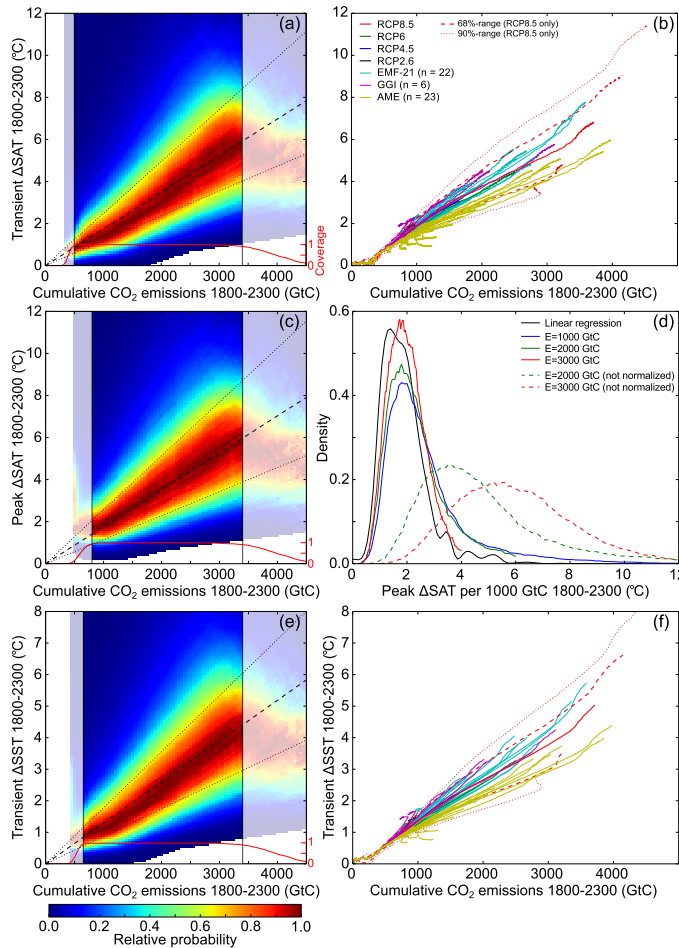 (a)
Transient ΔSAT 1800-2300 (ºC)
12
10
8
6
4
2
0
1
0
Coverage
0 1000 2000 3000 4000
Cumulative CO₂ emissions 1800-2300 (GtC)
(b)
RCP8.5
RCP6
RCP4.5
RCP2.6
EMF-21 (n = 22)
GGI (n = 6)
AME (n = 23)
68%-range (RCP8.5 only)
90%-range (RCP8.5 only)
12
10
8
6
4
2
0
0 1000 2000 3000 4000
Cumulative CO₂ emissions 1800-2300 (GtC)
(c)
Peak ΔSAT 1800-2300 (ºC)
12
10
8
6
4
2
0
1
0
0 1000 2000 3000 4000
Cumulative CO₂ emissions 1800-2300 (GtC)
(d)
Linear regression
E=1000 GtC
E=2000 GtC
E=3000 GtC
E=2000 GtC (not normalized)
E=3000 GtC (not normalized)
Density
0.6
0.4
0.2
0.0
0 2 4 6 8 10 12
Peak ΔSAT per 1000 GtC 1800-2300 (ºC)
(e)
Transient ΔSST 1800-2300 (ºC)
8
7
6
5
4
3
2
1
0
1
0
0 1000 2000 3000 4000
Cumulative CO₂ emissions 1800-2300 (GtC)
(f)
8
7
6
5
4
3
2
1
0
0 1000 2000 3000 4000
Cumulative CO₂ emissions 1800-2300 (GtC)
0.0 0.2 0.4 0.6 0.8 1.0
Relative probability